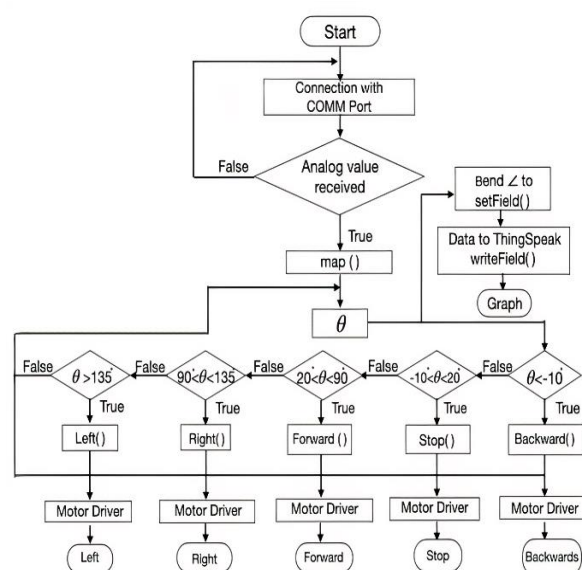 Start
Connection with
COMM Port
False
Analog value
received
True
Bend ∠ to
setField()
map ()
Data to ThingSpeak
writeField()
Graph
θ
False
θ >135°
False
90°<θ<135°
False
20°<θ<90°
False
-10°<θ<20°
False
θ<-10°
True
True
True
True
True
Left()
Right()
Forward ()
Stop()
Backward ()
Motor Driver
Motor Driver
Motor Driver
Motor Driver
Motor Driver
Left
Right
Forward
Stop
Backwards